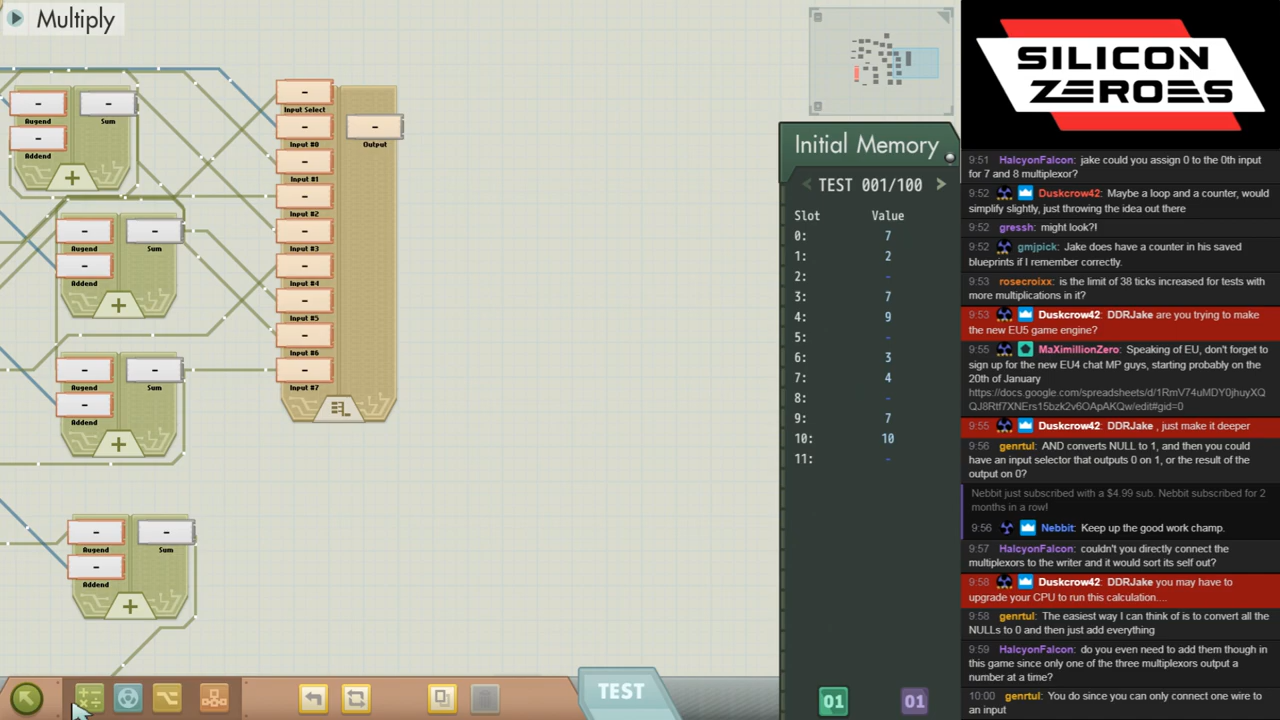 Multiply
-
-
Augend
Sum
-
Addend
-
-
Augend
Sum
-
Addend
-
-
Augend
Sum
-
Addend
-
-
Augend
Sum
-
Addend
-
Input Select
-
-
Input #0
Output
-
Input #1
-
Input #2
-
Input #3
-
Input #4
-
Input #5
-
Input #6
-
Input #7
TEST
Initial Memory
< TEST 001/100 >
Slot Value
0: 7
1: 2
2: -
3: 7
4: 9
5: -
6: 3
7: 4
8: -
9: 7
10: 10
11: -
01 01
SILICON
ZEROES
9:51 HalcyonFalcon: jake could you assign 0 to the 0th input
for 7 and 8 multiplexor?
9:52 Duskcrow42: Maybe a loop and a counter, would
simplify slightly, just throwing the idea out there
9:52 gressh: might look?!
9:52 gmjpick: Jake does have a counter in his saved
blueprints if I remember correctly.
9:53 rosecroixx: is the limit of 38 ticks increased for tests with
more multiplications in it?
9:53 Duskcrow42: DDRJake are you trying to make
the new EU5 game engine?
9:55 MaXimillionZero: Speaking of EU, don't forget to
sign up for the new EU4 chat MP guys, starting probably on the
20th of January
https://docs.google.com/spreadsheets/d/1RmV74uMDY0jhuyXQ
QJ8Rtf7XNErs15bzk2v6OApAKQw/edit#gid=0
9:55 Duskcrow42: DDRJake , just make it deeper
9:56 genrtul: AND converts NULL to 1, and then you could
have an input selector that outputs 0 on 1, or the result of the
output on 0?
Nebbit just subscribed with a $4.99 sub. Nebbit subscribed for 2
months in a row!
9:56 Nebbit: Keep up the good work champ.
9:57 HalcyonFalcon: couldn't you directly connect the
multiplexors to the writer and it would sort its self out?
9:58 Duskcrow42: DDRJake you may have to
upgrade your CPU to run this calculation....
9:58 genrtul: The easiest way I can think of is to convert all the
NULLs to 0 and then just add everything
9:59 HalcyonFalcon: do you even need to add them though in
this game since only one of the three multiplexors output a
number at a time?
10:00 genrtul: You do since you can only connect one wire to
an input